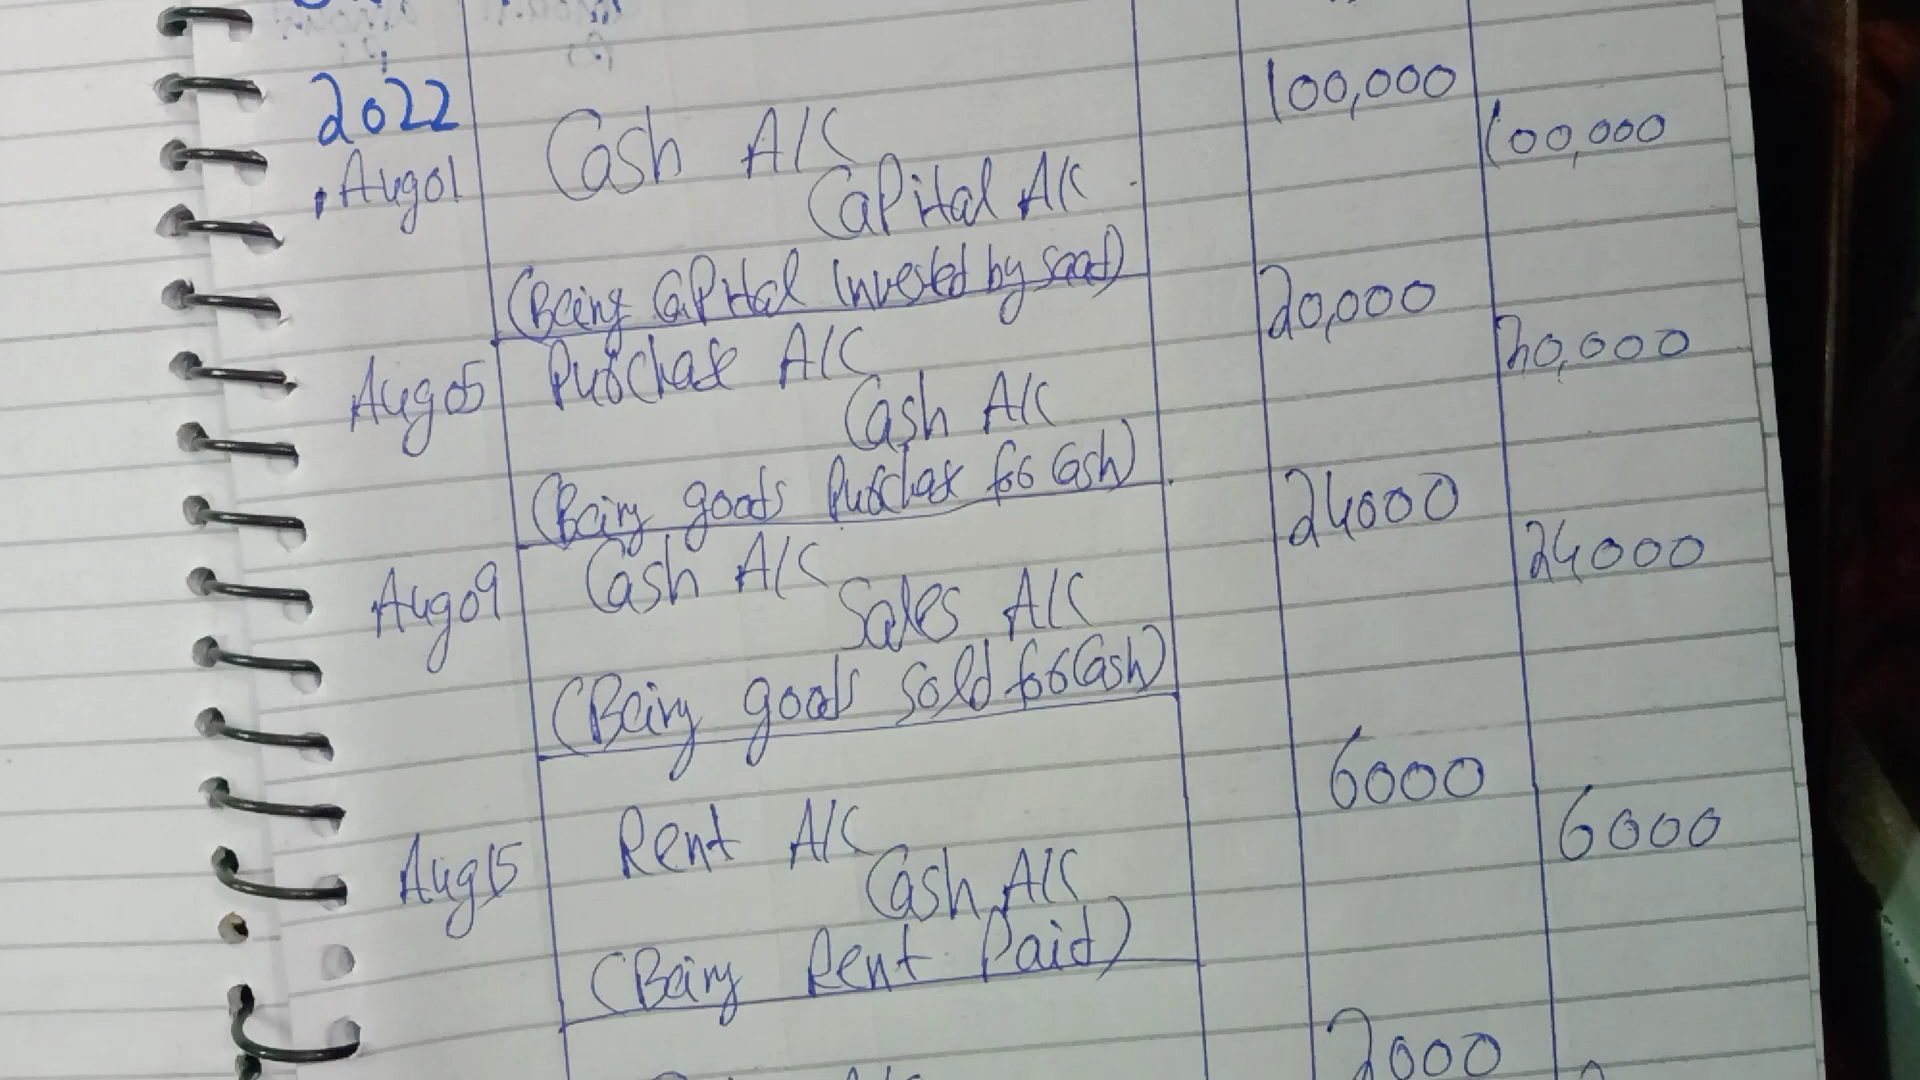 2022
100,000
Aug 01 Cash A/C
100,000
Capital A/C
(Being Capital Invested by saad)
20,000
Aug 05 Purchase A/C
20,000
Cash A/C
(Being goods Purchase for Cash)
24000
Aug 09 Cash A/C
24000
Sales A/C
(Being goods Sold for Cash)
6000
Aug 15 Rent A/C
6000
Cash A/C
(Being Rent Paid)
2000